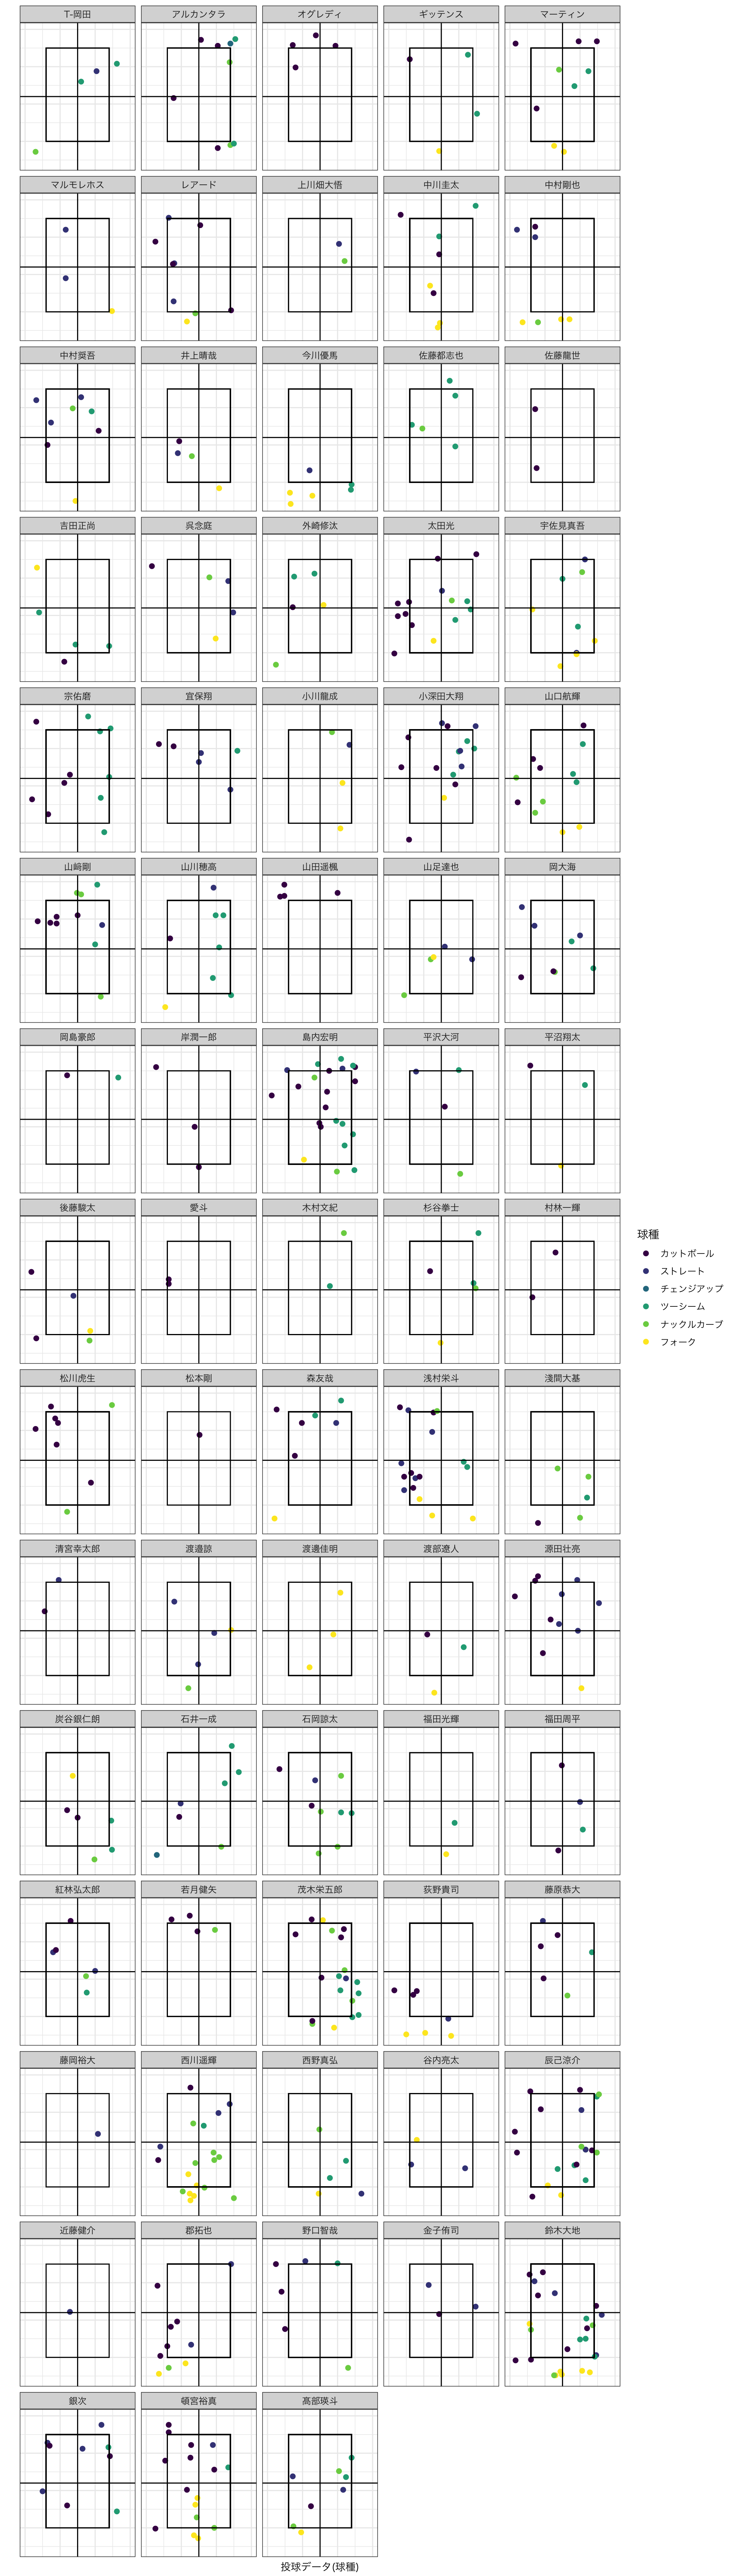 T-岡田
アルカンタラ
オグレディ
ギッテンス
マーティン
マルモレホス
レアード
上川畑大悟
中川圭太
中村剛也
中村奨吾
井上晴哉
今川優馬
佐藤都志也
佐藤龍世
吉田正尚
呉念庭
外崎修汰
太田光
宇佐見真吾
宗佑磨
宜保翔
小川龍成
小深田大翔
山口航輝
山﨑剛
山川穂高
山田遥楓
山足達也
岡大海
岡島豪郎
岸潤一郎
島内宏明
平沢大河
平沼翔太
後藤駿太
愛斗
木村文紀
杉谷拳士
村林一輝
球種
カットボール
ストレート
チェンジアップ
ツーシーム
ナックルカーブ
フォーク
松川虎生
松本剛
森友哉
浅村栄斗
淺間大基
清宮幸太郎
渡邉諒
渡邊佳明
渡部遼人
源田壮亮
炭谷銀仁朗
石井一成
石岡諒太
福田光輝
福田周平
紅林弘太郎
若月健矢
茂木栄五郎
荻野貴司
藤原恭大
藤岡裕大
西川遥輝
西野真弘
谷内亮太
辰己涼介
近藤健介
郡拓也
野口智哉
金子侑司
鈴木大地
銀次
頓宮裕真
髙部瑛斗
投球データ(球種)